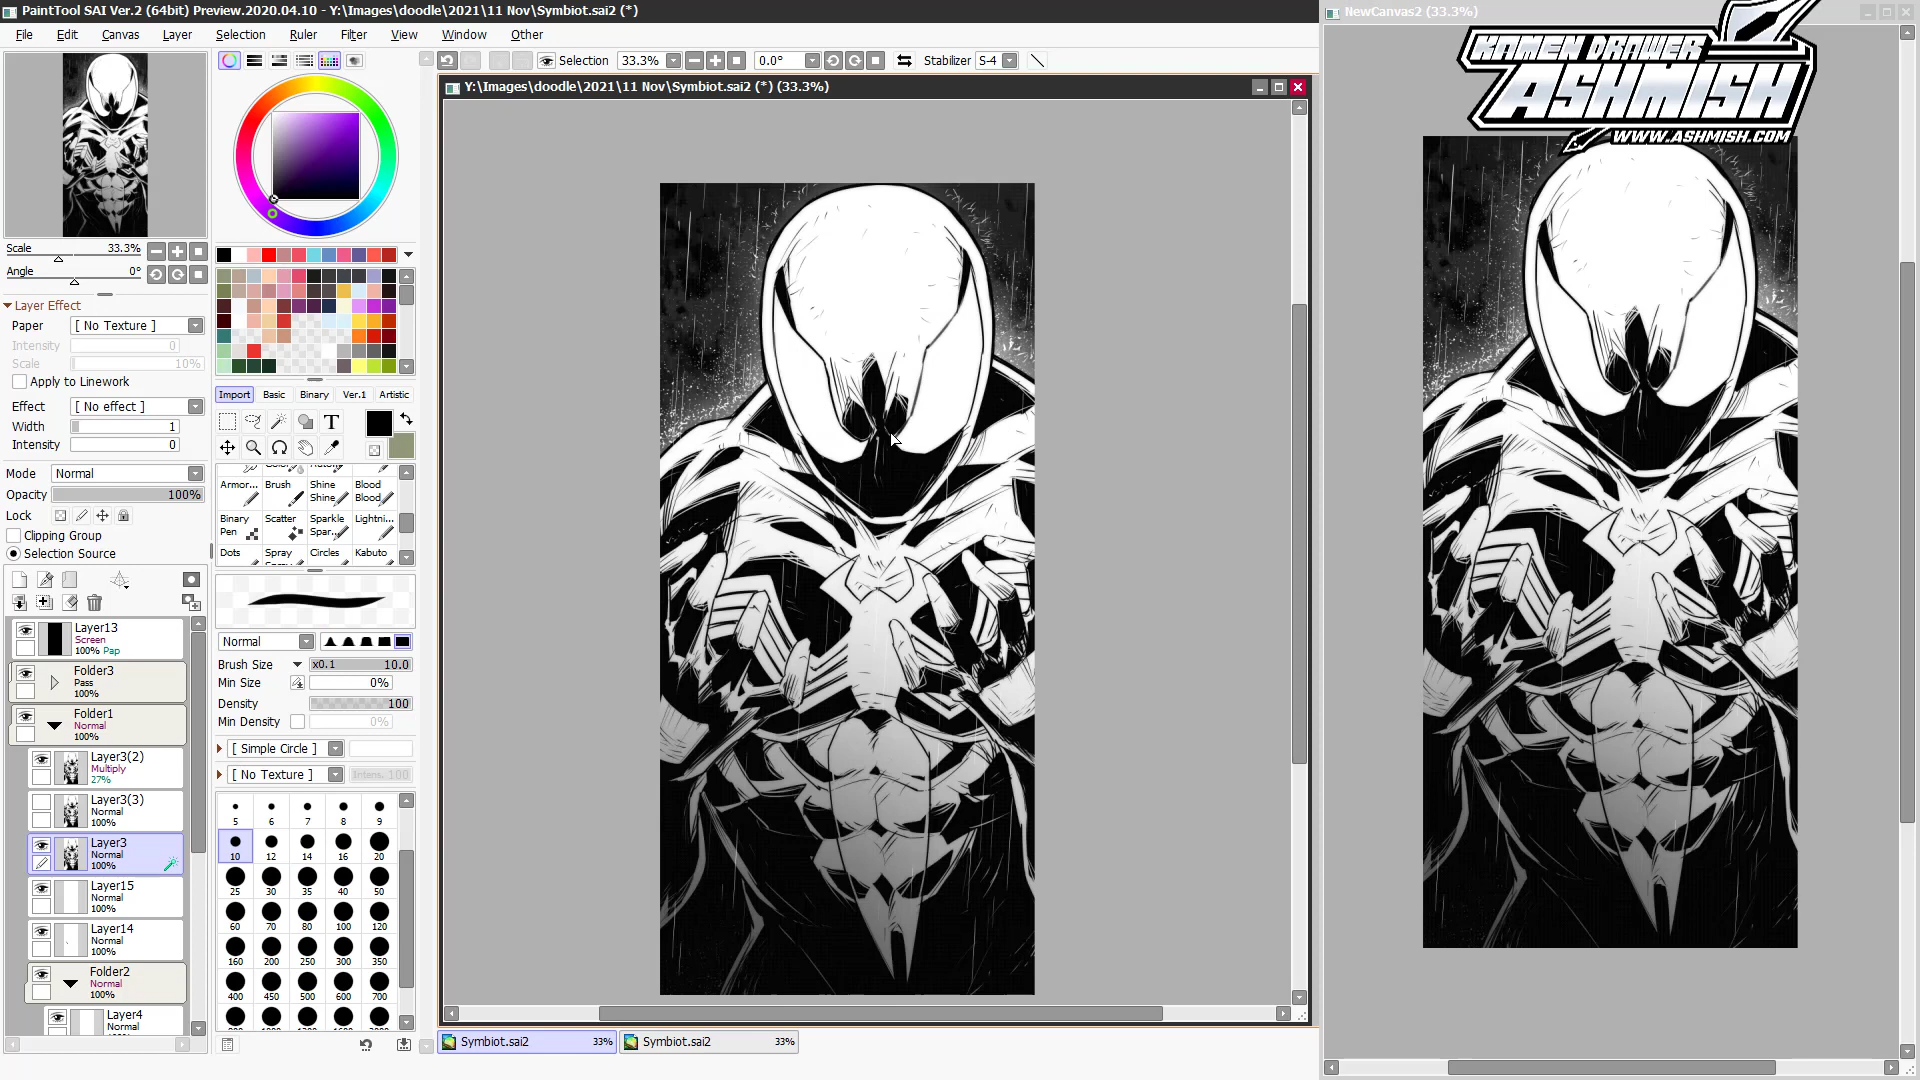 PaintTool SAI Ver.2 (64bit) Preview.2020.04.10 - Y:\Images\doodle\2021\11 Nov\Symbiot.sai2 (*)
File Edit Canvas Layer Selection Ruler Filter View Window Other
NewCanvas2 (33.3%)
KAMEN DRAWER
ASHMISH
WWW.ASHMISH.COM
Selection 33.3% 0.0° Stabilizer S-4
Y:\Images\doodle\2021\11 Nov\Symbiot.sai2 (*) (33.3%)
Scale 33.3%
Angle 0°
Layer Effect
Paper [ No Texture ]
Intensity 0
Scale 10%
Apply to Linework
Effect [ No effect ]
Width 1
Intensity 0
Mode Normal
Opacity 100%
Lock
Clipping Group
Selection Source
Layer13
Screen
100% Pap
Folder3
Pass
100%
Folder1
Normal
100%
Layer3(2)
Multiply
27%
Layer3(3)
Normal
100%
Layer3
Normal
100%
Layer15
Normal
100%
Layer14
Normal
100%
Folder2
Normal
100%
Layer4
Normal
Import Basic Binary Ver.1 Artistic
T
Armor... Brush Shine Blood
Shine Blood
Binary Scatter Sparkle Lightni...
Pen Spar...
Dots Spray Circles Kabuto
Normal
Brush Size x0.1 10.0
Min Size 0%
Density 100
Min Density 0%
[ Simple Circle ]
[ No Texture ] Intens. 100
5 6 7 8 9
10 12 14 16 20
25 30 35 40 50
60 70 80 100 120
160 200 250 300 350
400 450 500 600 700
Symbiot.sai2 33% Symbiot.sai2 33%